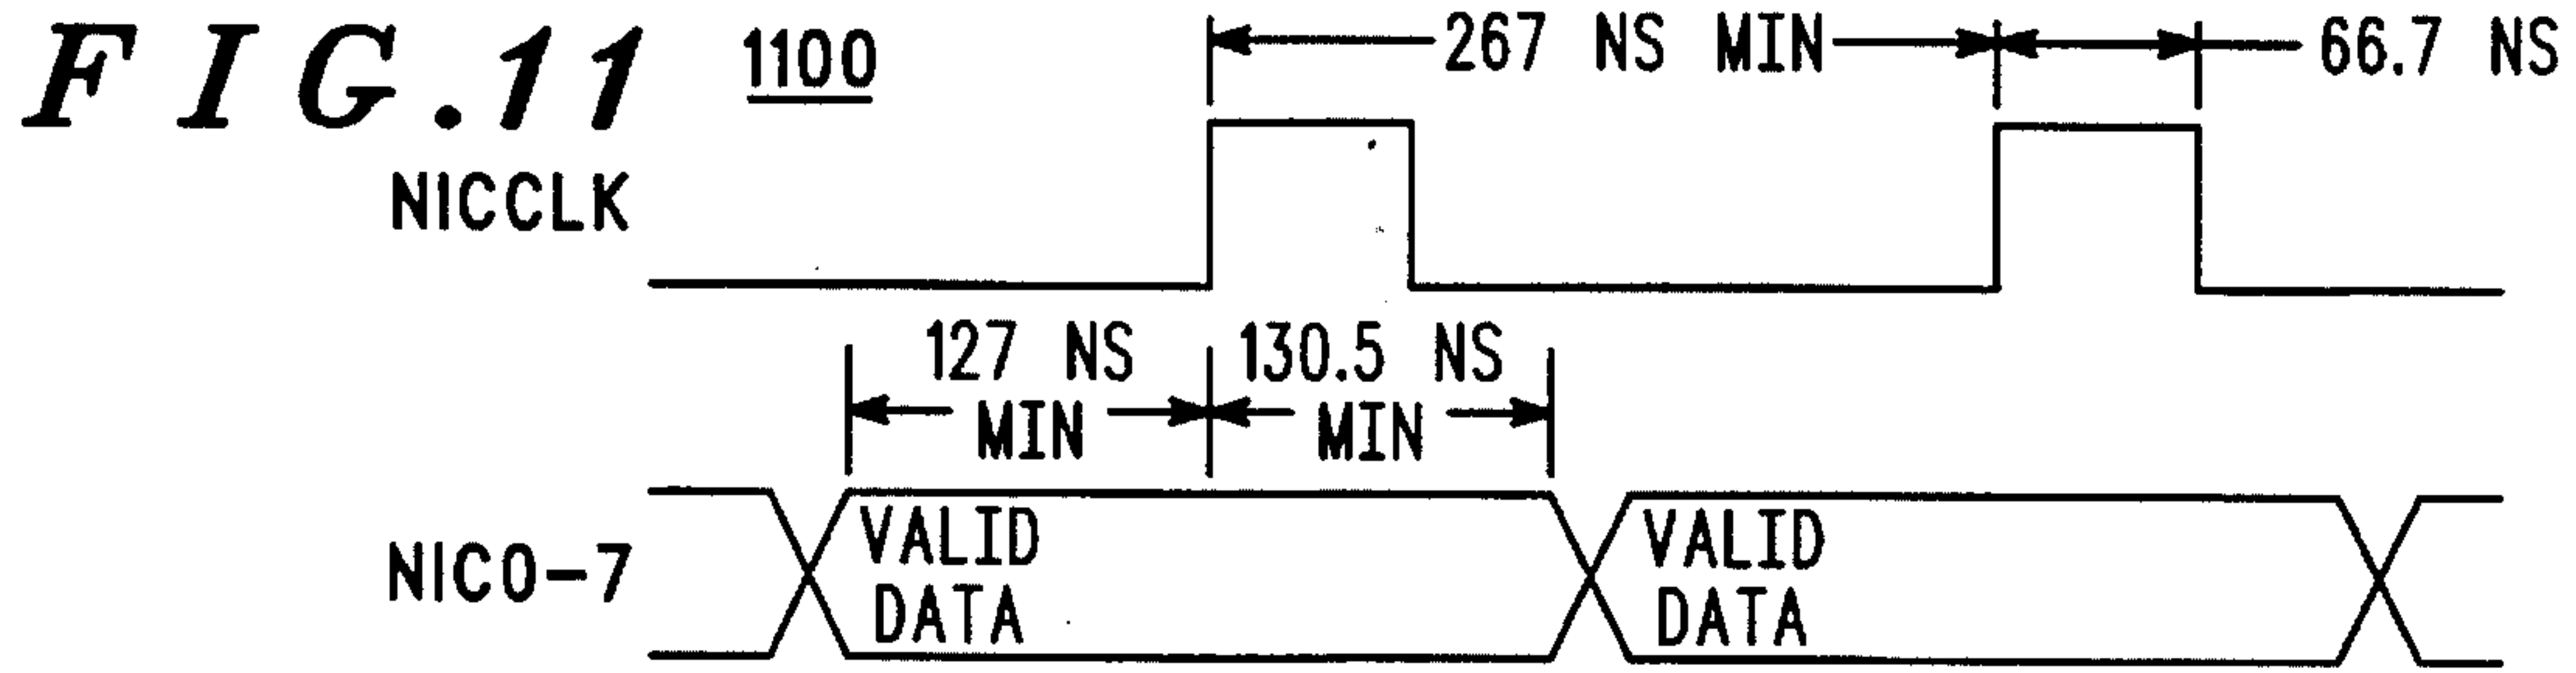 FIG.11 1100
267 NS MIN 66.7 NS
NICCLK
127 NS MIN
130.5 NS MIN
NIC0-7
VALID DATA
VALID DATA